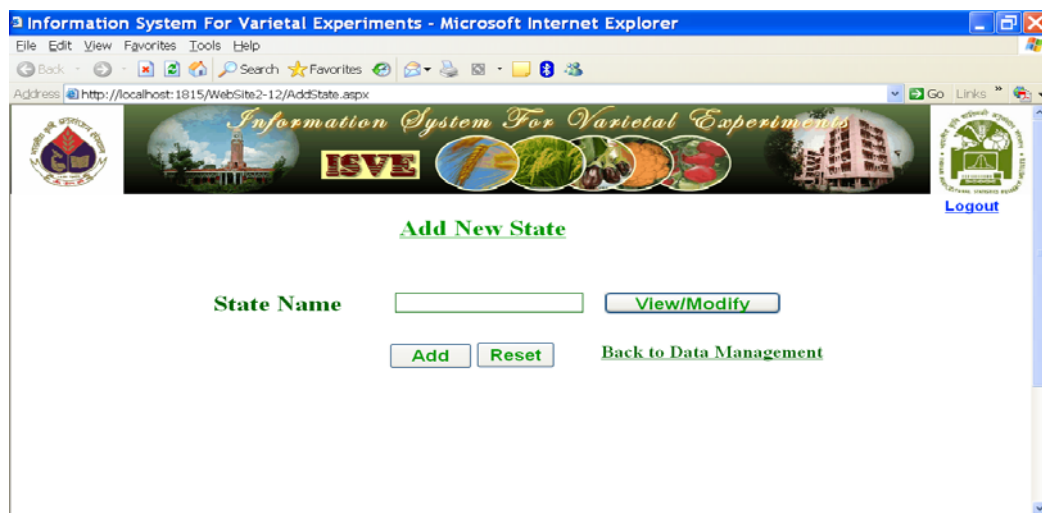 Information System For Varietal Experiments - Microsoft Internet Explorer
File Edit View Favorites Tools Help
Back Search Favorites
Address http://localhost:1815/WebSite2-12/AddState.aspx Go Links »
Information System For Varietal Experiments
ISVE
Logout
Add New State
State Name View/Modify
Add Reset Back to Data Management